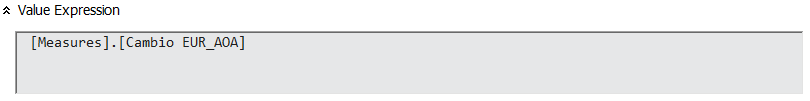 Value Expression
[Measures].[Cambio EUR_AOA]